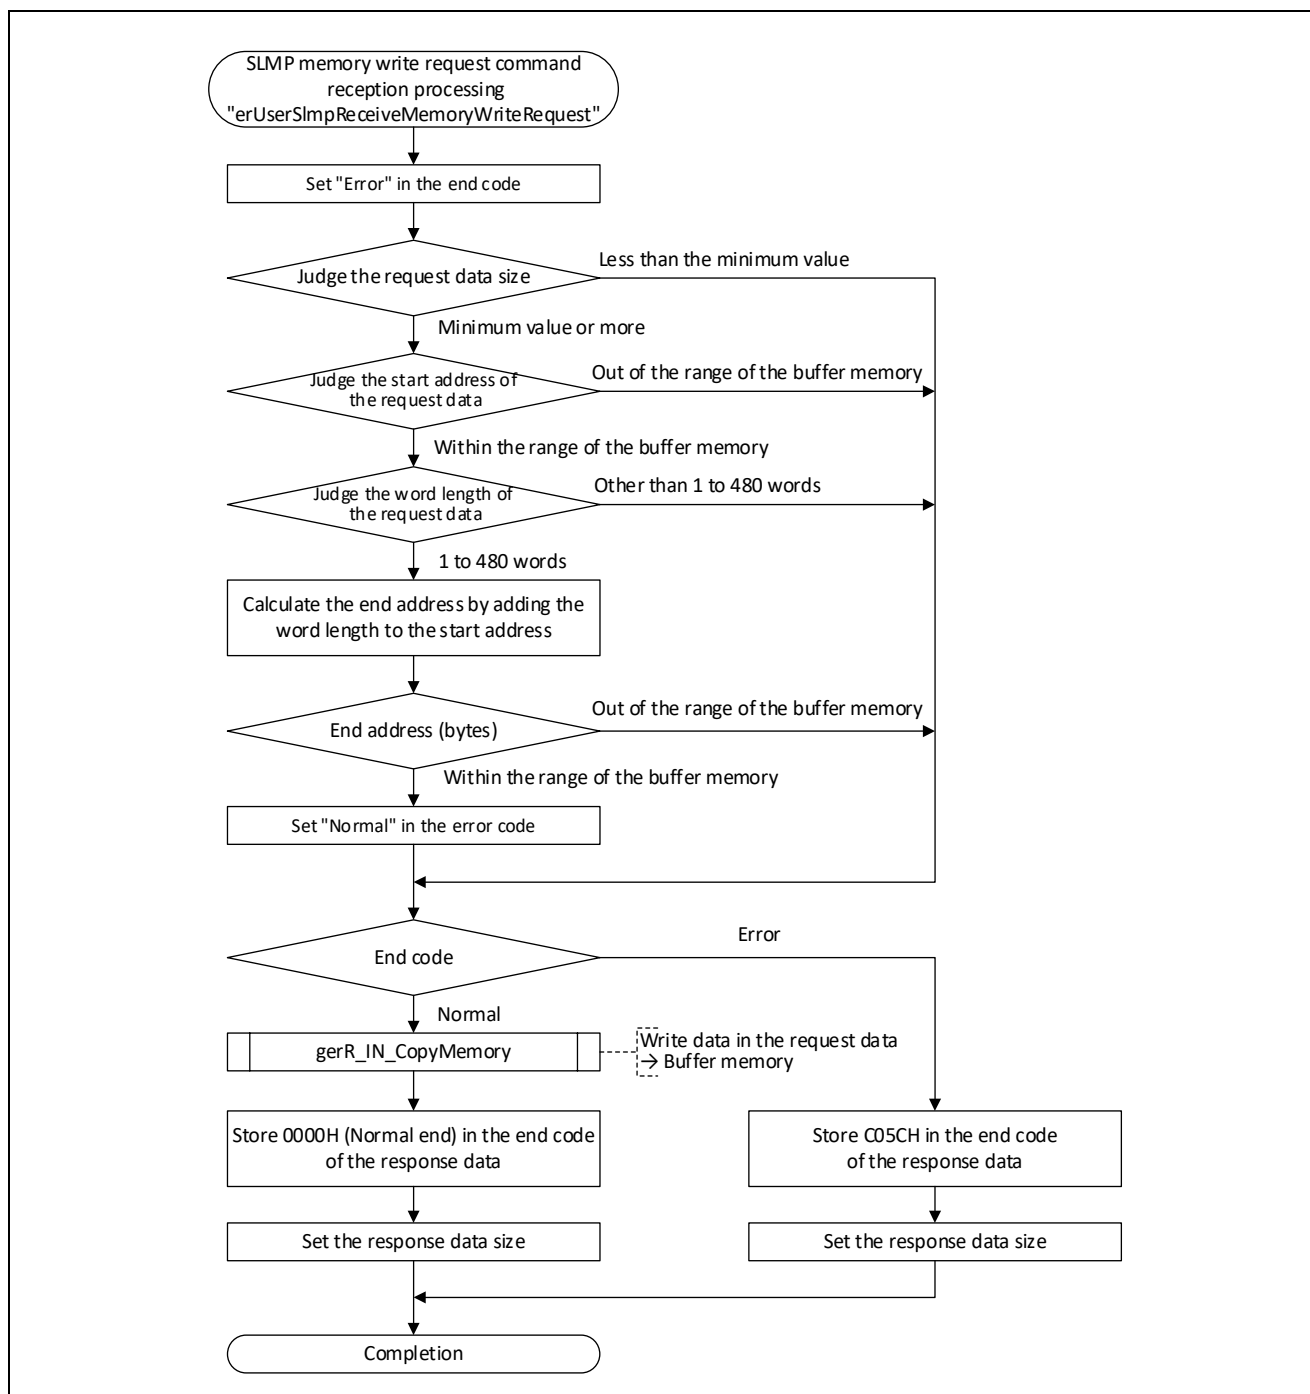 SLMP memory write request command
reception processing
"erUserSlmpReceiveMemoryWriteRequest"
Set "Error" in the end code
Judge the request data size
Less than the minimum value
Minimum value or more
Judge the start address of
the request data
Out of the range of the buffer memory
Within the range of the buffer memory
Judge the word length of
the request data
Other than 1 to 480 words
1 to 480 words
Calculate the end address by adding the
word length to the start address
End address (bytes)
Out of the range of the buffer memory
Within the range of the buffer memory
Set "Normal" in the error code
End code
Error
Normal
gerR_IN_CopyMemory
Write data in the request data
→ Buffer memory
Store 0000H (Normal end) in the end code
of the response data
Store C05CH in the end code
of the response data
Set the response data size
Set the response data size
Completion